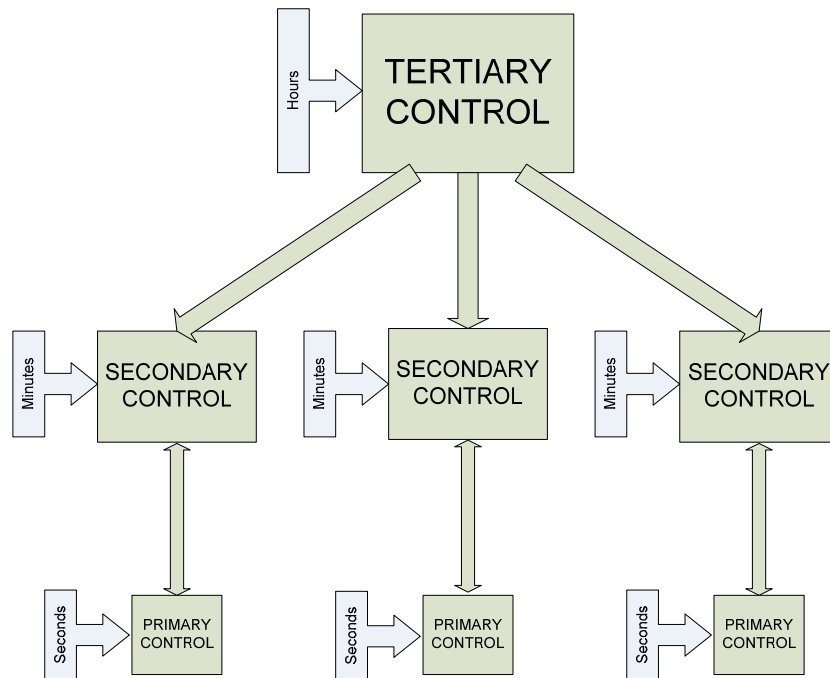 Hours
TERTIARY
CONTROL
Minutes
SECONDARY
CONTROL
Minutes
SECONDARY
CONTROL
Minutes
SECONDARY
CONTROL
Seconds
PRIMARY
CONTROL
Seconds
PRIMARY
CONTROL
Seconds
PRIMARY
CONTROL